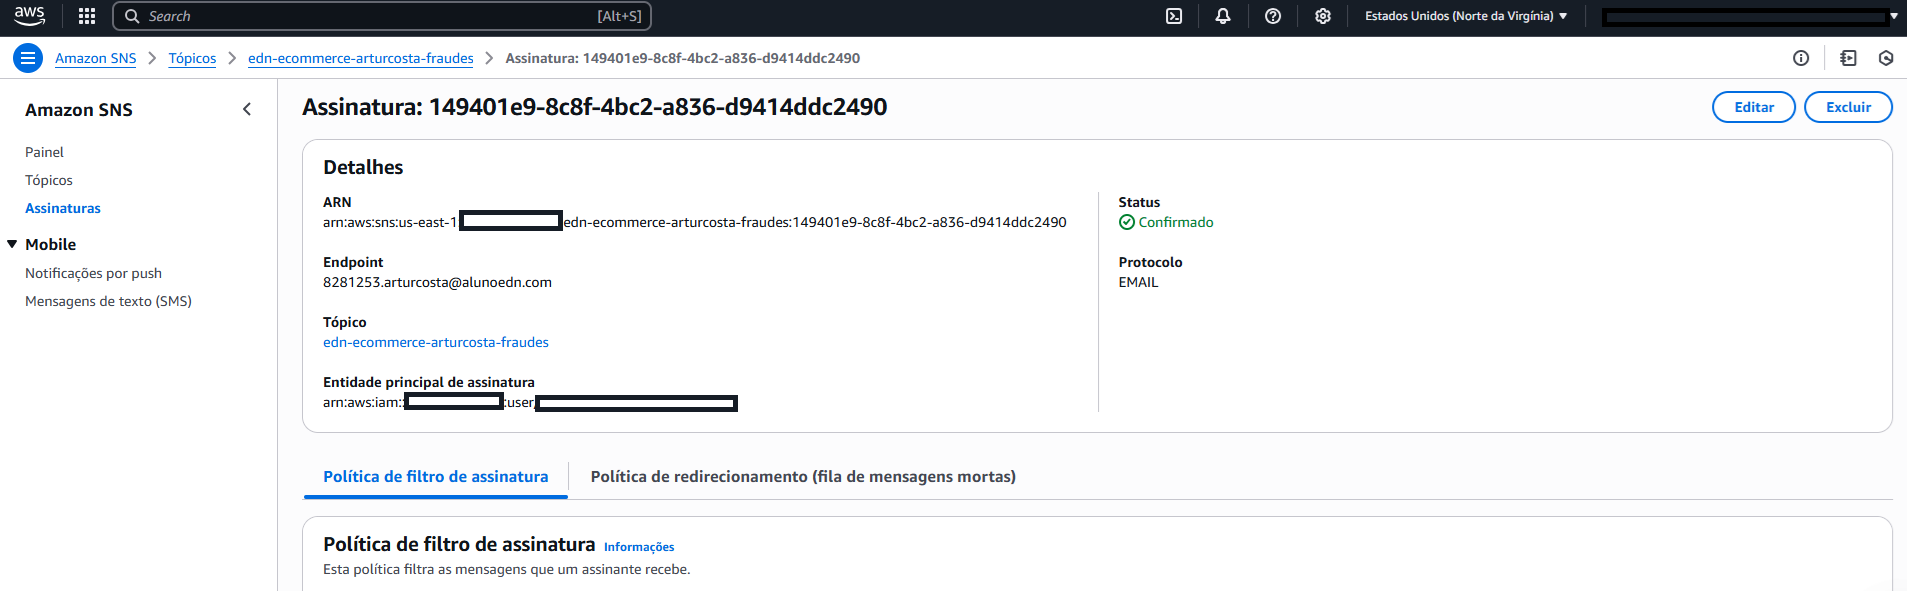 aws
Search [Alt+S]
Estados Unidos (Norte da Virgínia)
Amazon SNS > Tópicos > edn-ecommerce-arturcosta-fraudes > Assinatura: 149401e9-8c8f-4bc2-a836-d9414ddc2490
Amazon SNS
Painel
Tópicos
Assinaturas
Mobile
Notificações por push
Mensagens de texto (SMS)
Assinatura: 149401e9-8c8f-4bc2-a836-d9414ddc2490
Editar
Excluir
Detalhes
ARN
arn:aws:sns:us-east-1 edn-ecommerce-arturcosta-fraudes:149401e9-8c8f-4bc2-a836-d9414ddc2490
Endpoint
8281253.arturcosta@alunoedn.com
Tópico
edn-ecommerce-arturcosta-fraudes
Entidade principal de assinatura
arn:aws:iam:: :user
Status
Confirmado
Protocolo
EMAIL
Política de filtro de assinatura
Política de redirecionamento (fila de mensagens mortas)
Política de filtro de assinatura Informações
Esta política filtra as mensagens que um assinante recebe.